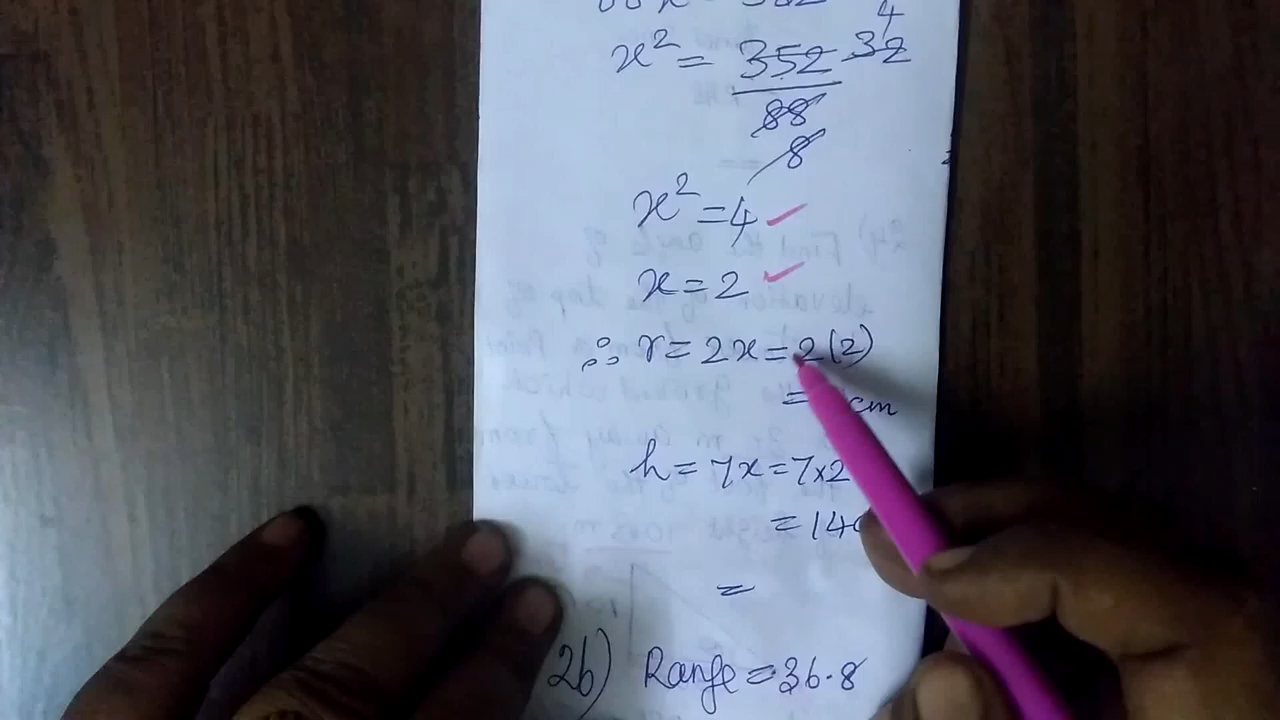 4
x² = 352 32
88
8
x² = 4
x = 2
∴ r = 2x = 2(2)
= cm
h = 7x = 7×2
= 14
=
26) Range = 36.8